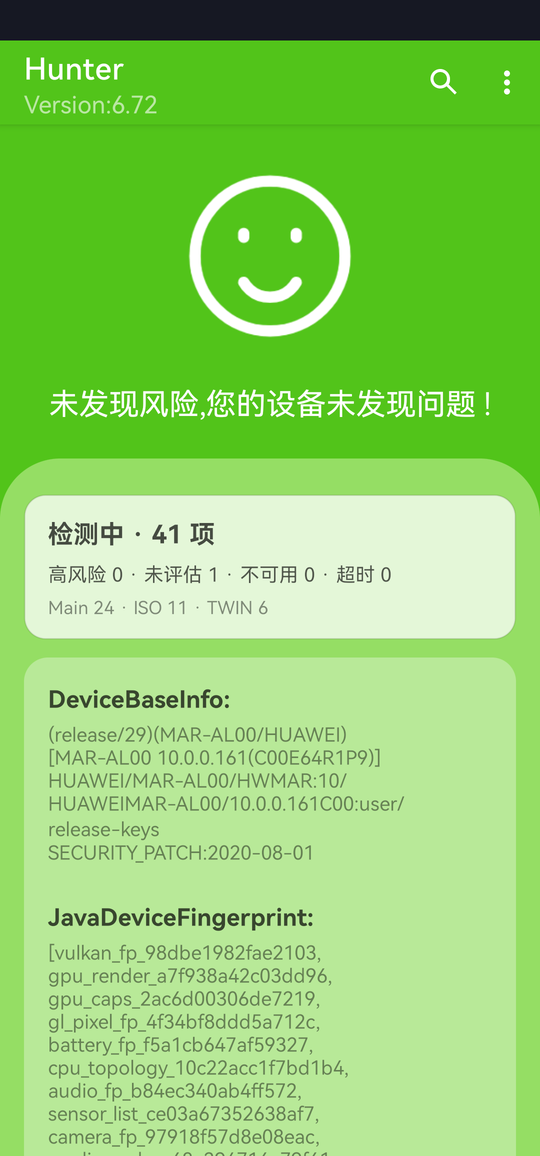 Hunter
Version:6.72
未发现风险,您的设备未发现问题！
检测中 · 41 项
高风险 0 · 未评估 1 · 不可用 0 · 超时 0
Main 24 · ISO 11 · TWIN 6
DeviceBaseInfo:
(release/29)(MAR-AL00/HUAWEI)
[MAR-AL00 10.0.0.161(C00E64R1P9)]
HUAWEI/MAR-AL00/HWMAR:10/
HUAWEIMAR-AL00/10.0.0.161C00:user/
release-keys
SECURITY_PATCH:2020-08-01
JavaDeviceFingerprint:
[vulkan_fp_98dbe1982fae2103,
gpu_render_a7f938a42c03dd96,
gpu_caps_2ac6d00306de7219,
gl_pixel_fp_4f34bf8ddd5a712c,
battery_fp_f5a1cb647af59327,
cpu_topology_10c22acc1f7bd1b4,
audio_fp_b84ec340ab4ff572,
sensor_list_ce03a67352638af7,
camera_fp_97918f57d8e08eac,